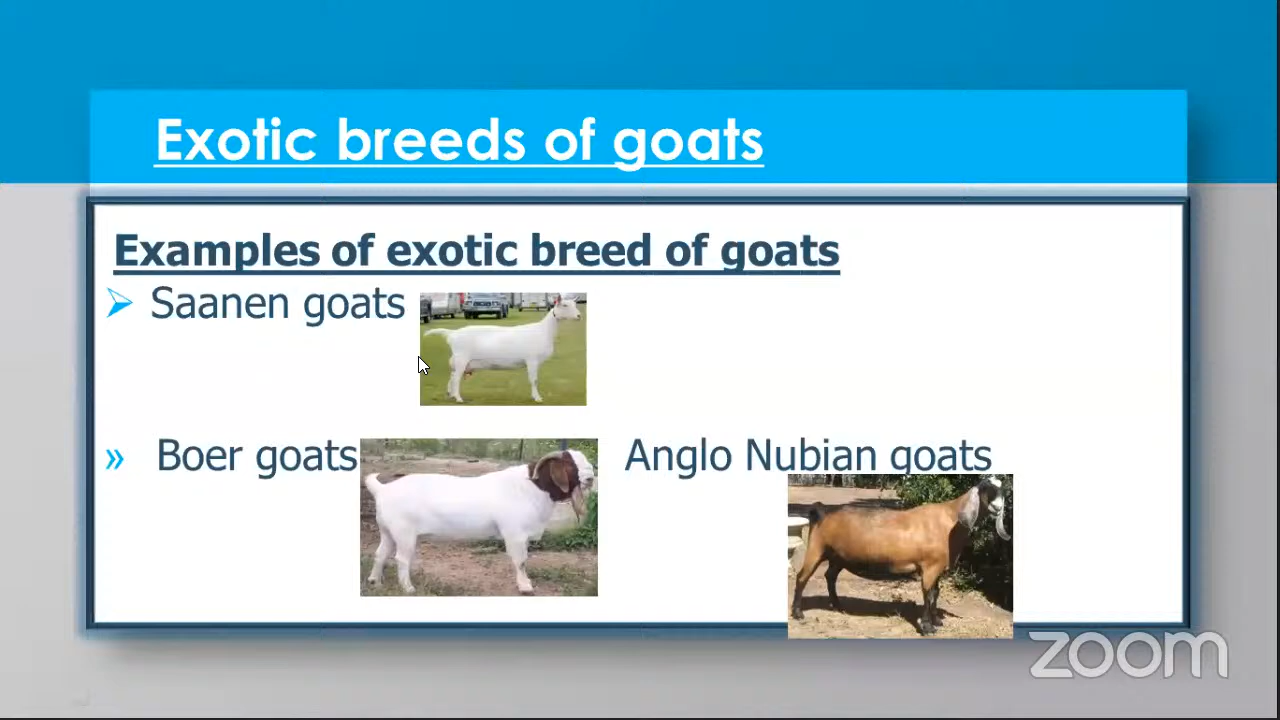 Exotic breeds of goats
Examples of exotic breed of goats
Saanen goats
» Boer goats
Anglo Nubian goats
zoom